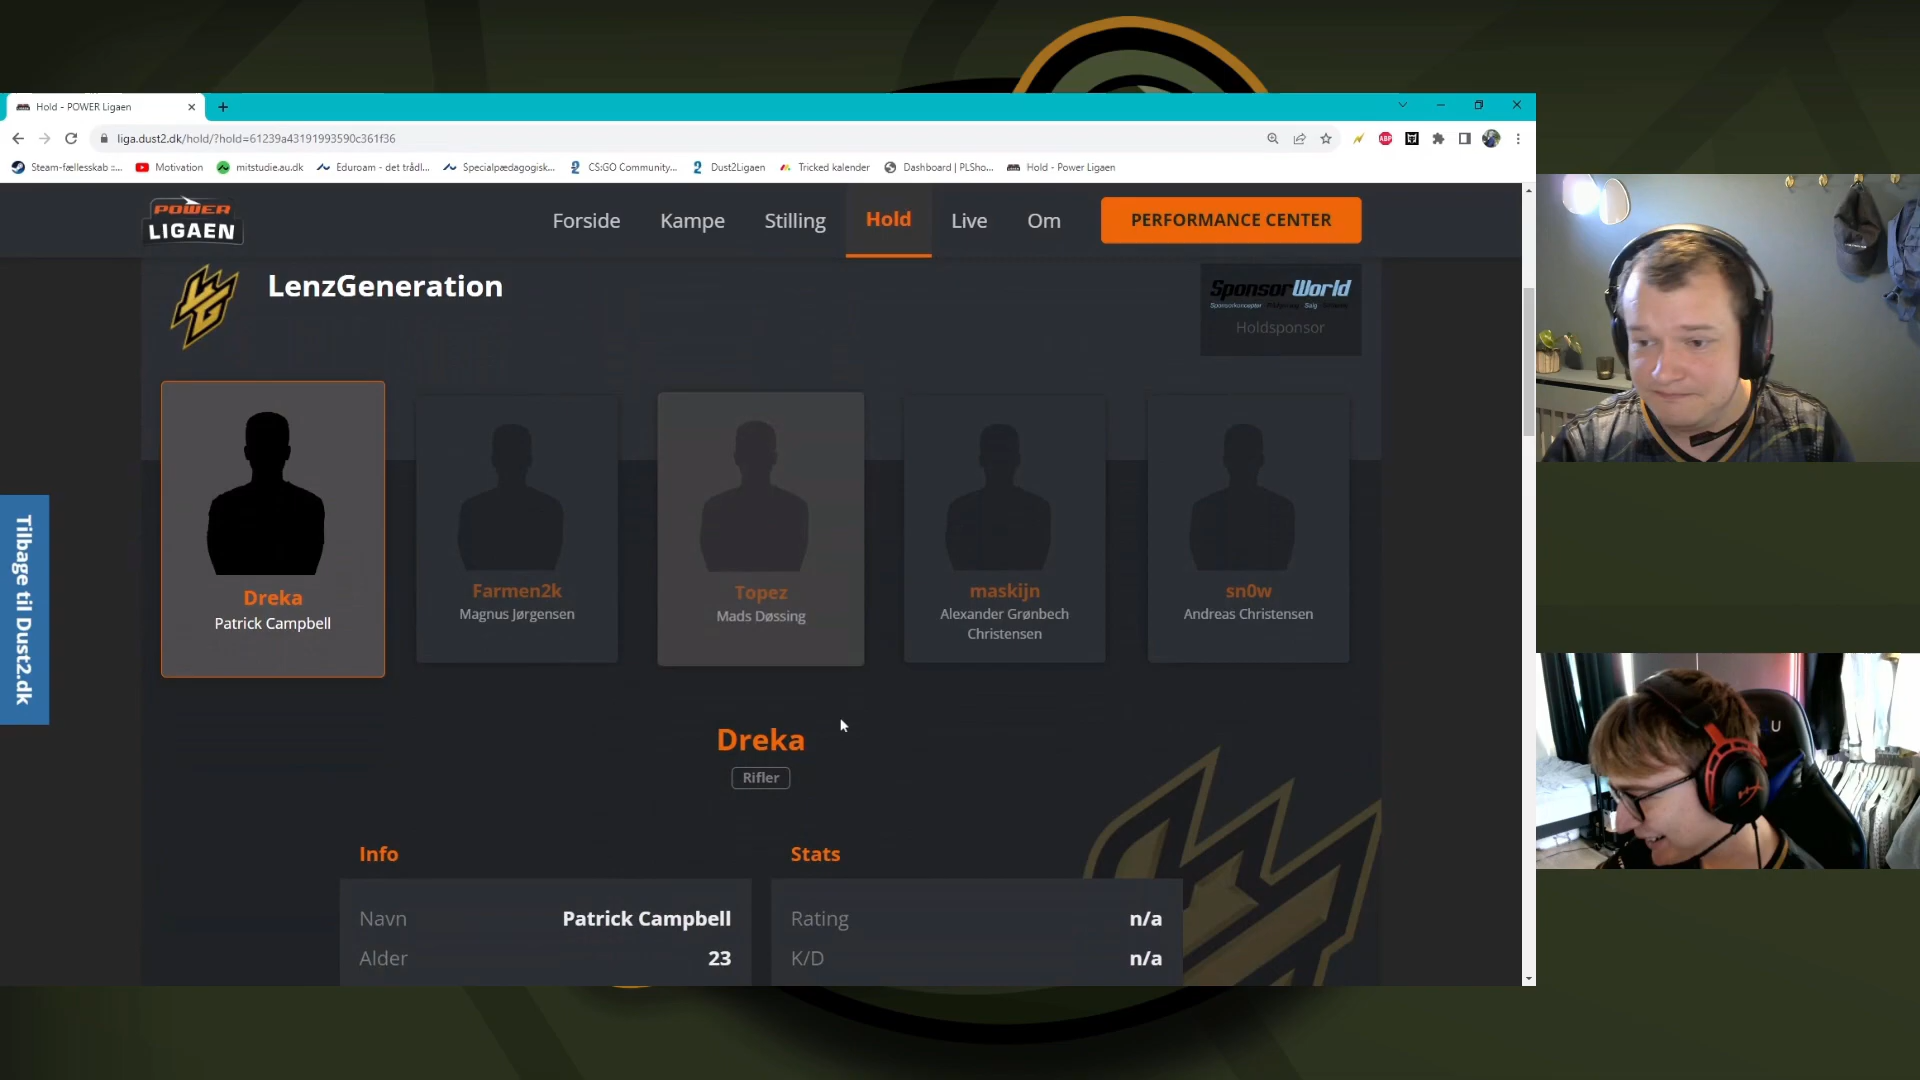 Hold - POWER Ligaen
liga.dust2.dk/hold/?hold=61239a43191993590c361f36
ABP
Steam-fællesskab :...
Motivation
mitstudie.au.dk
Eduroam - det trådl...
Specialpædagogisk...
CS:GO Community...
Dust2Ligaen
Tricked kalender
Dashboard | PLSho...
Hold - Power Ligaen
POWER
LIGAEN
Forside
Kampe
Stilling
Hold
Live
Om
PERFORMANCE CENTER
LenzGeneration
SponsorWorld
Holdsponsor
Dreka
Patrick Campbell
Farmen2k
Magnus Jørgensen
Topez
Mads Døssing
maskijn
Alexander Grønbech
Christensen
sn0w
Andreas Christensen
Tilbage til Dust2.dk
Dreka
Rifler
Info
Stats
Navn Patrick Campbell
Alder 23
Rating n/a
K/D n/a